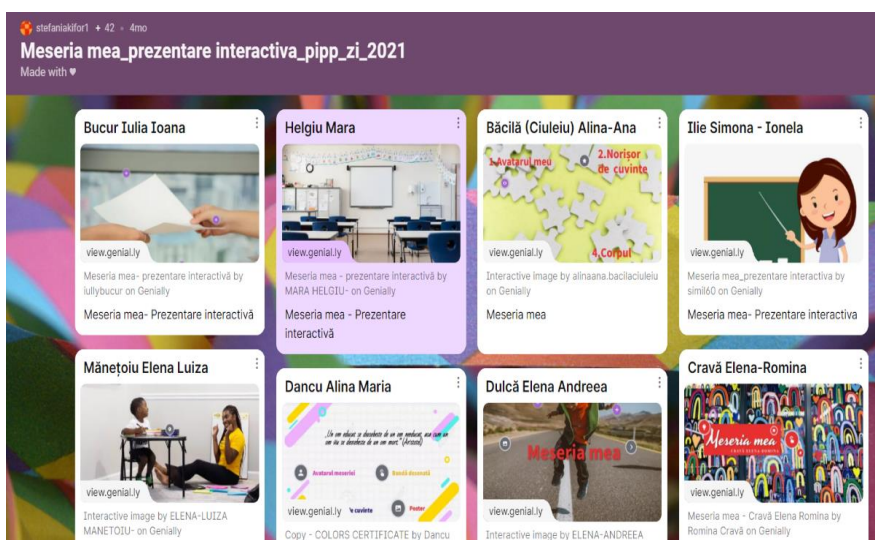 stefaniakifor1 + 42 • 4mo
Meseria mea_prezentare interactiva_pipp_zi_2021
Made with ♥
Bucur Iulia Ioana
view.genial.ly
Meseria mea- prezentare interactivă by
iullybucur on Genially
Meseria mea- Prezentare interactivă
Helgiu Mara
view.genial.ly
Meseria mea - prezentare interactivă by
MARA HELGIU- on Genially
Meseria mea - Prezentare
interactivă
Băcilă (Ciuleiu) Alina-Ana
1.Avatarul meu
2.Norișor
de cuvinte
4.Corpul
view.genial.ly
Interactive image by alinaana.bacilaciuleiu
on Genially
Meseria mea
Ilie Simona - Ionela
view.genial.ly
Meseria mea_prezentare interactiva by
simil60 on Genially
Meseria mea- Prezentare interactiva
Mănețoiu Elena Luiza
view.genial.ly
Interactive image by ELENA-LUIZA
MANETOIU- on Genially
Dancu Alina Maria
Avatarul meseriei
Bandă desenată
'e cuvinte
Poster
view.genial.ly
Copy - COLORS CERTIFICATE by Dancu
Dulcă Elena Andreea
Meseria mea
view.genial.ly
Interactive image by ELENA-ANDREEA
Cravă Elena-Romina
Meseria mea
CRAVĂ ELENA ROMINA
view.genial.ly
Meseria mea - Cravă Elena Romina by
Romina Cravă on Genially